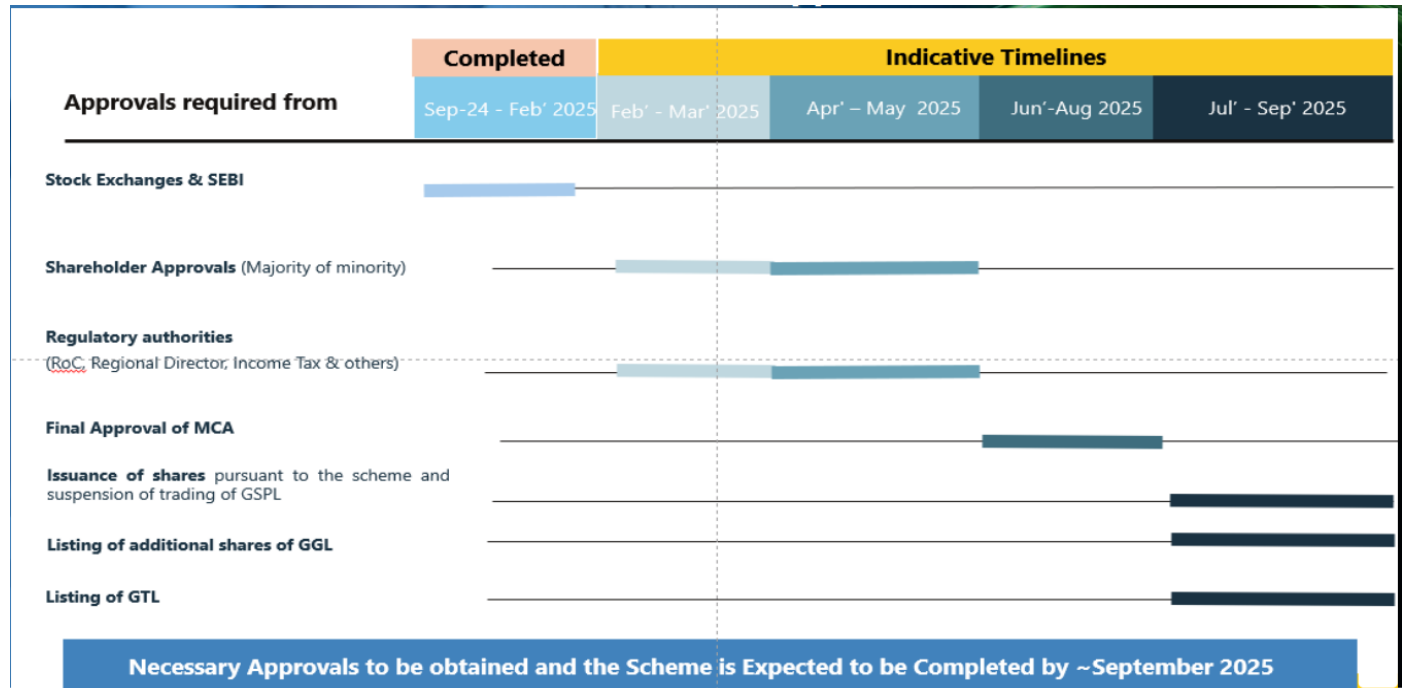 Completed
Indicative Timelines
Approvals required from
Sep-24 - Feb’ 2025
Feb’ - Mar’ 2025
Apr’ – May 2025
Jun’-Aug 2025
Jul’ - Sep’ 2025
Stock Exchanges & SEBI
Shareholder Approvals (Majority of minority)
Regulatory authorities
(RoC, Regional Director, Income Tax & others)
Final Approval of MCA
Issuance of shares pursuant to the scheme and
suspension of trading of GSPL
Listing of additional shares of GGL
Listing of GTL
Necessary Approvals to be obtained and the Scheme is Expected to be Completed by ~September 2025